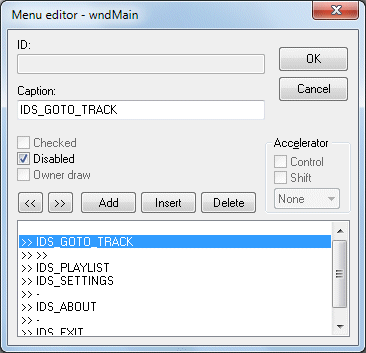 Menu editor - wndMain
ID:
OK
Cancel
Caption:
IDS_GOTO_TRACK
Checked
Disabled
Owner draw
Accelerator
Control
Shift
None
<< >> Add Insert Delete
>> IDS_GOTO_TRACK
>> >>
>> IDS_PLAYLIST
>> IDS_SETTINGS
>> -
>> IDS_ABOUT
>> -
>> IDS_EXIT